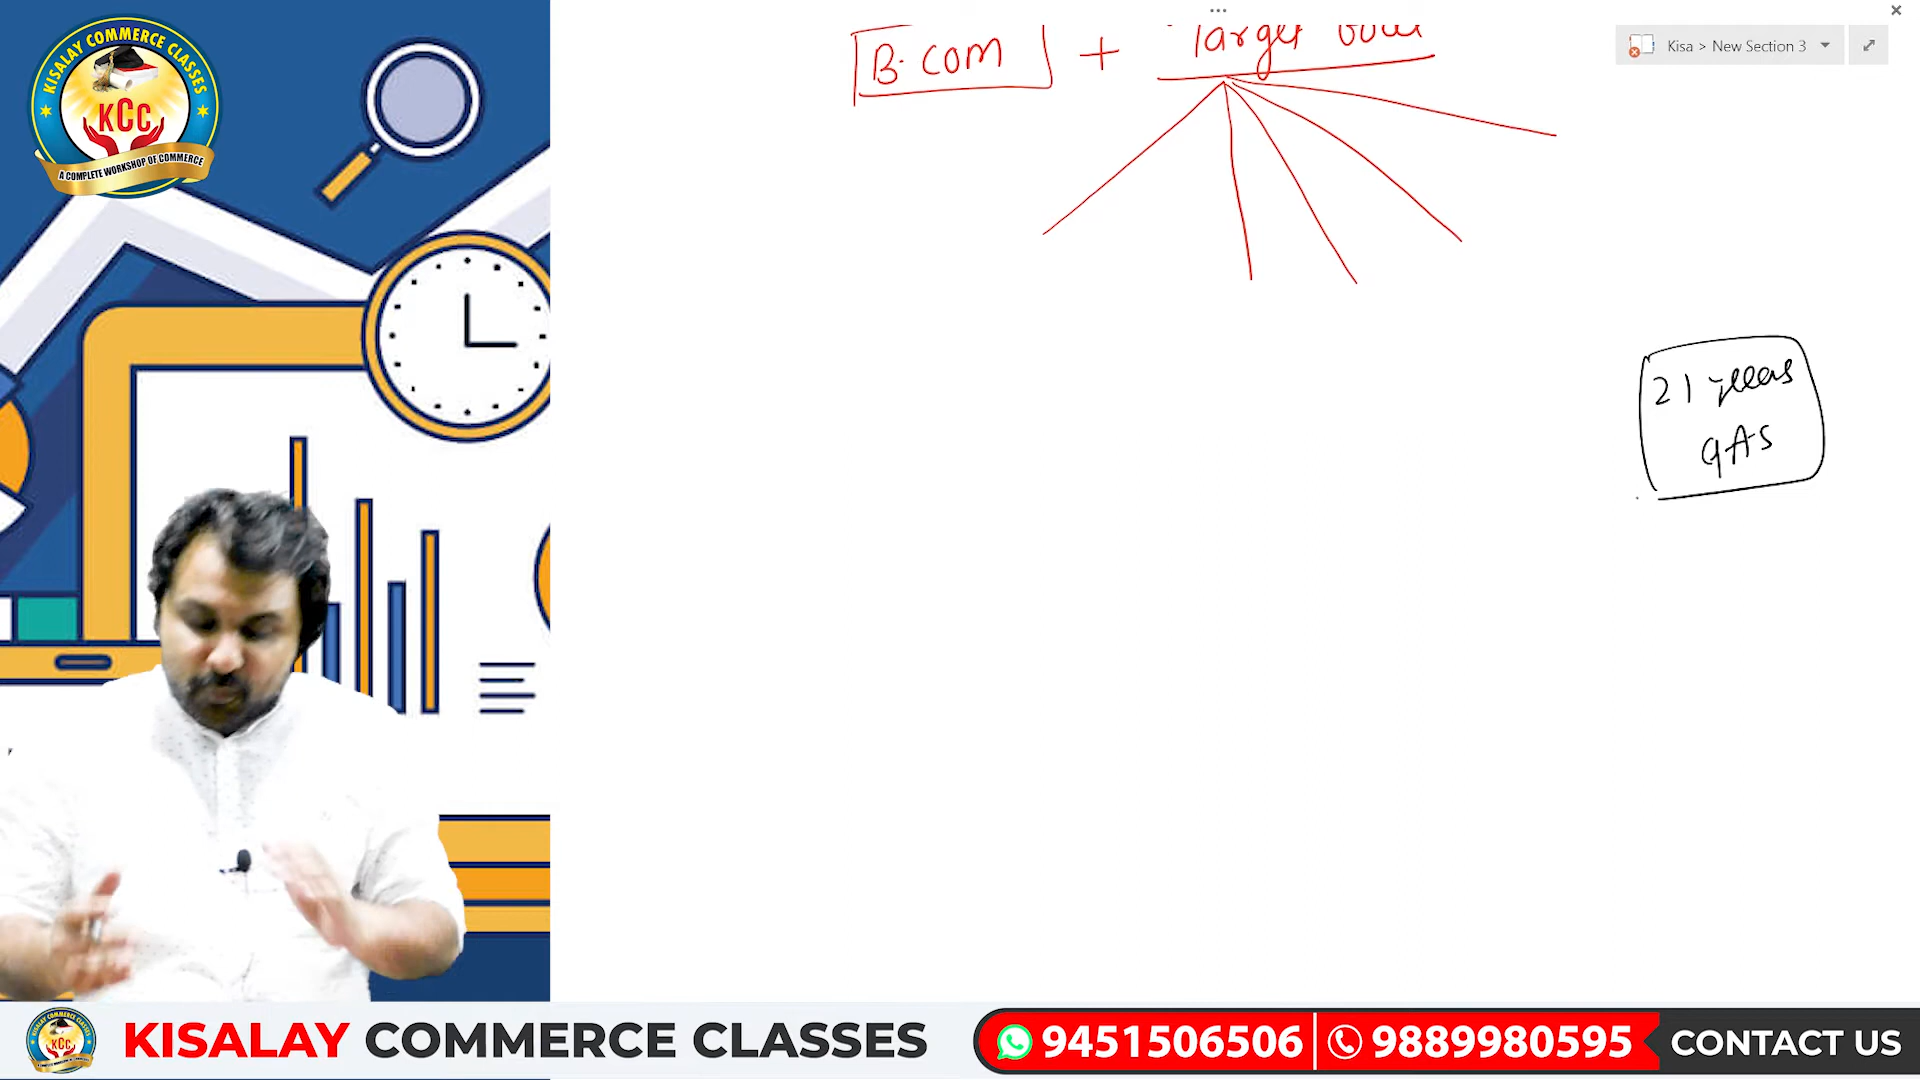 KISALAY COMMERCE CLASSES
KCC
A COMPLETE WORKSHOP OF COMMERCE
B.com + Target
Kisa > New Section 3
21 years
KCC
KISALAY COMMERCE CLASSES
9451506506
9889980595
CONTACT US